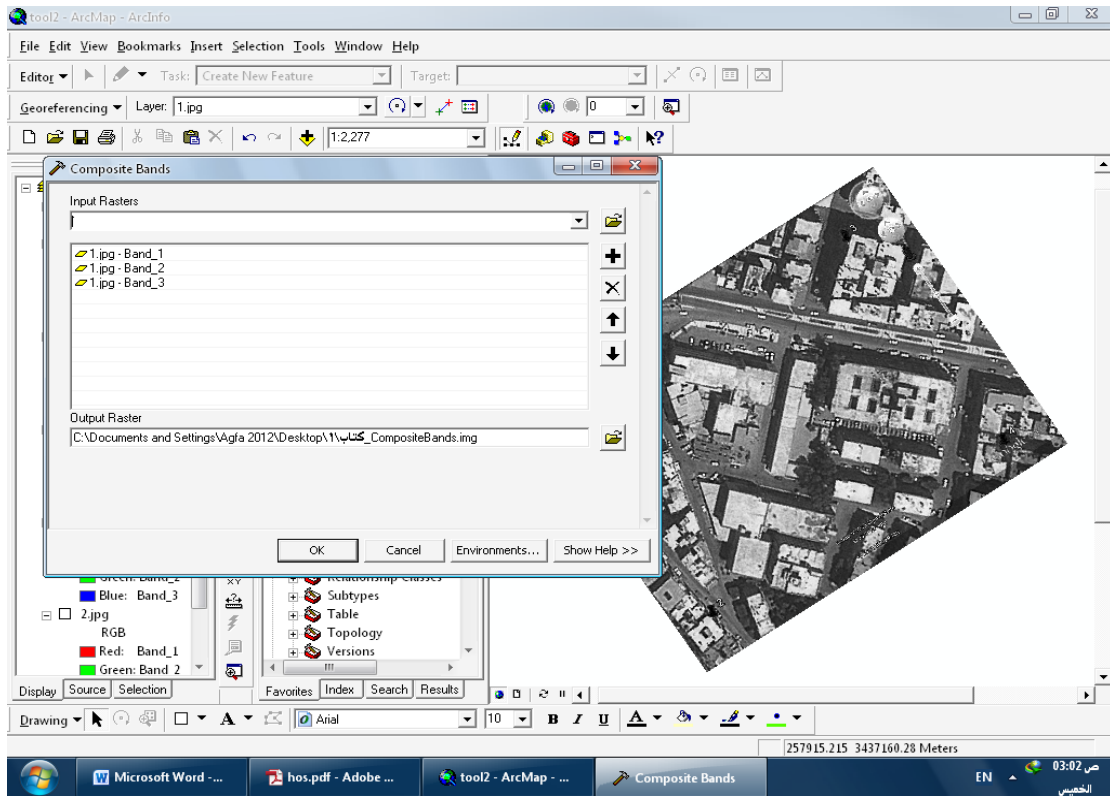 tool2 - ArcMap - ArcInfo
File Edit View Bookmarks Insert Selection Tools Window Help
Editor Task: Create New Feature Target:
Georeferencing Layer: 1.jpg 0
1:2,277
Composite Bands
Input Rasters
1.jpg - Band_1
1.jpg - Band_2
1.jpg - Band_3
Output Raster
C:\Documents and Settings\Agfa 2012\Desktop\كتاب\١_CompositeBands.img
OK Cancel Environments... Show Help >>
Green: Band_2 Relationship Classes
Blue: Band_3 Subtypes
2.jpg Table
RGB Topology
Red: Band_1 Versions
Green: Band_2
Display Source Selection Favorites Index Search Results
Drawing A Arial 10 B I U A
257915.215 3437160.28 Meters
Microsoft Word -... hos.pdf - Adobe ... tool2 - ArcMap - ... Composite Bands EN 03:02 ص
الخميس